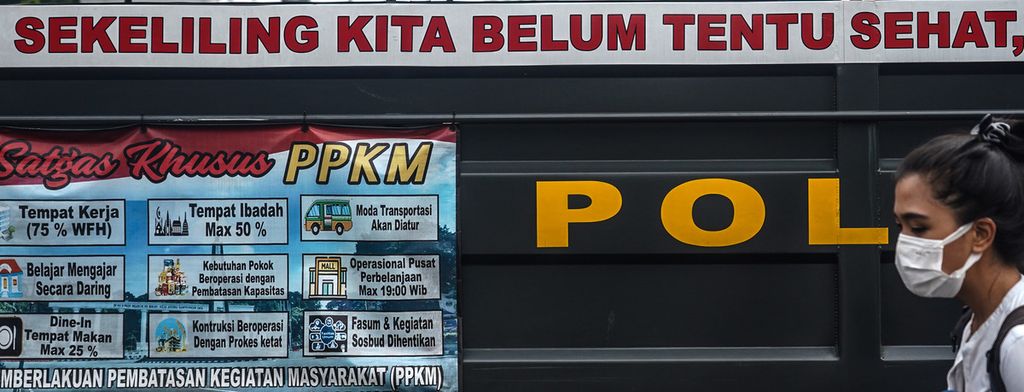 SEKELILING KITA BELUM TENTU SEHAT,
Satgas Khusus PPKM
Tempat Kerja
(75 % WFH)
Tempat Ibadah
Max 50 %
Moda Transportasi
Akan Diatur
Belajar Mengajar
Secara Daring
Kebutuhan Pokok
Beroperasi dengan
Pembatasan Kapasitas
MALL
Operasional Pusat
Perbelanjaan
Max 19:00 Wib
Dine-In
Tempat Makan
Max 25 %
Kontruksi Beroperasi
Dengan Prokes ketat
Fasum & Kegiatan
Sosbud Dihentikan
MBERLAKUAN PEMBATASAN KEGIATAN MASYARAKAT (PPKM)
POL